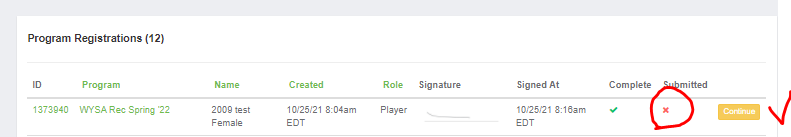 Program Registrations (12)
ID Program Name Created Role Signature Signed At Complete Submitted
1373940 WYSA Rec Spring '22 2009 test 10/25/21 8:04am Player 10/25/21 8:16am Continue
Female EDT EDT